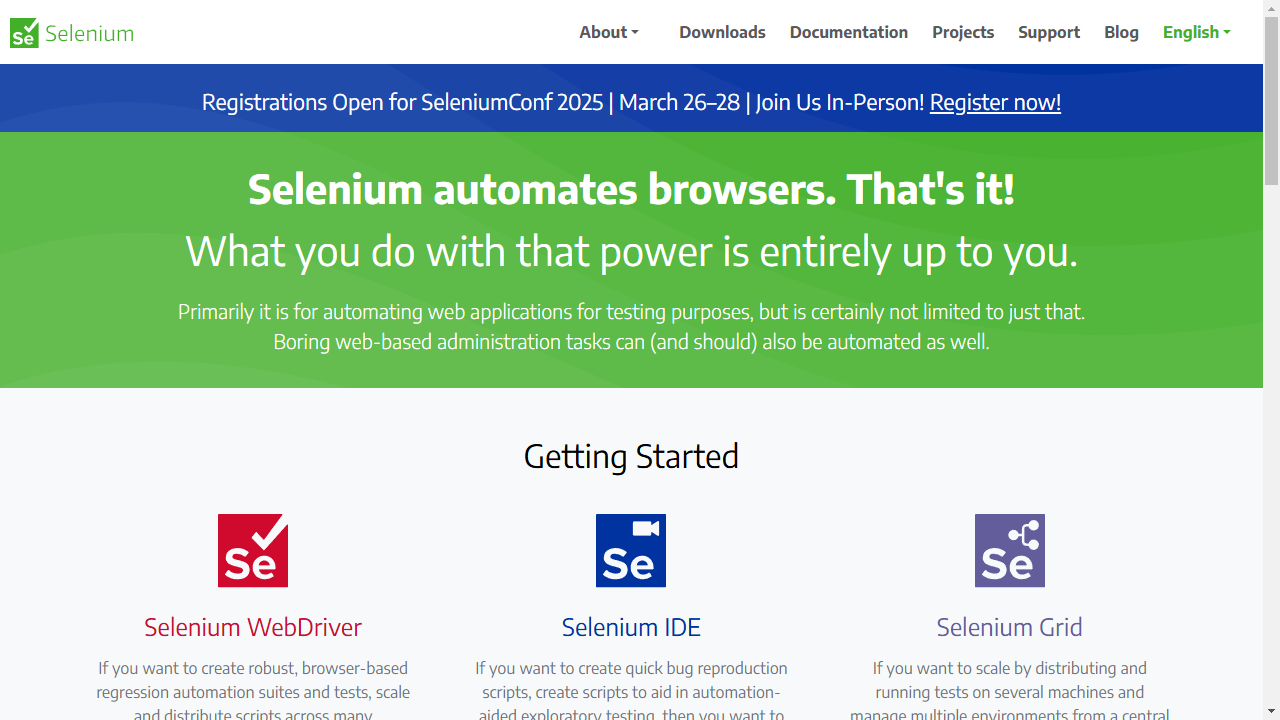 Se Selenium
About Downloads Documentation Projects Support Blog English
Registrations Open for SeleniumConf 2025 | March 26–28 | Join Us In-Person! Register now!
Selenium automates browsers. That's it!
What you do with that power is entirely up to you.
Primarily it is for automating web applications for testing purposes, but is certainly not limited to just that.
Boring web-based administration tasks can (and should) also be automated as well.
Getting Started
Se
Selenium WebDriver
If you want to create robust, browser-based
regression automation suites and tests, scale
and distribute scripts across many
Se
Selenium IDE
If you want to create quick bug reproduction
scripts, create scripts to aid in automation-
aided exploratory testing, then you want to
Se
Selenium Grid
If you want to scale by distributing and
running tests on several machines and
manage multiple environments from a central